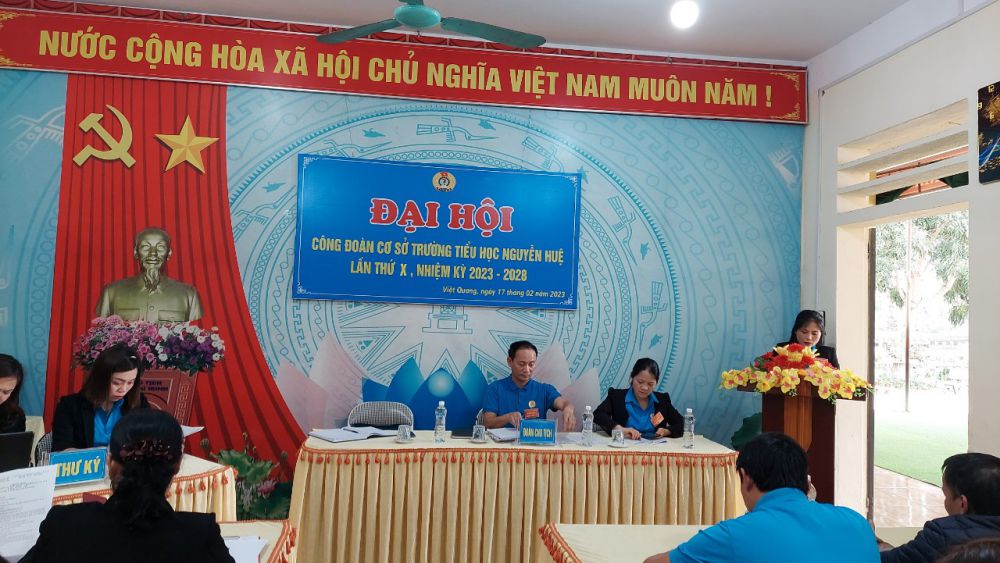 NƯỚC CỘNG HÒA XÃ HỘI CHỦ NGHĨA VIỆT NAM MUÔN NĂM !
ĐẠI HỘI
CÔNG ĐOÀN CƠ SỞ TRƯỜNG TIỂU HỌC NGUYỄN HUỆ
LẦN THỨ X , NHIỆM KỲ 2023 - 2028
Việt Quang, ngày 17 tháng 02 năm 2023
ĐOÀN CHỦ TỊCH
THƯ KÝ